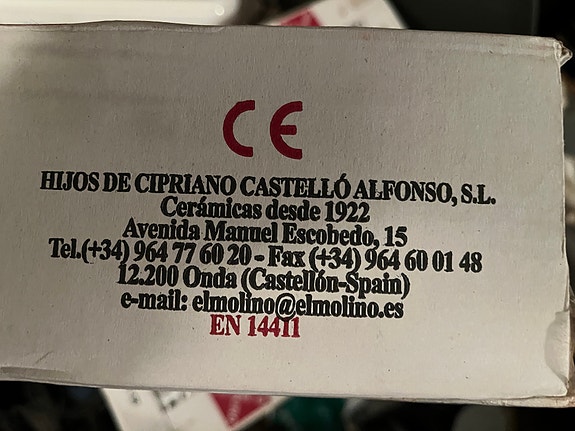 CE
HIJOS DE CIPRIANO CASTELLÓ ALFONSO, S.L.
Cerámicas desde 1922
Avenida Manuel Escobedo, 15
Tel.(+34) 964 77 60 20 - Fax (+34) 964 60 01 48
12.200 Onda (Castellón-Spain)
e-mail: elmolino@elmolino.es
EN 14411